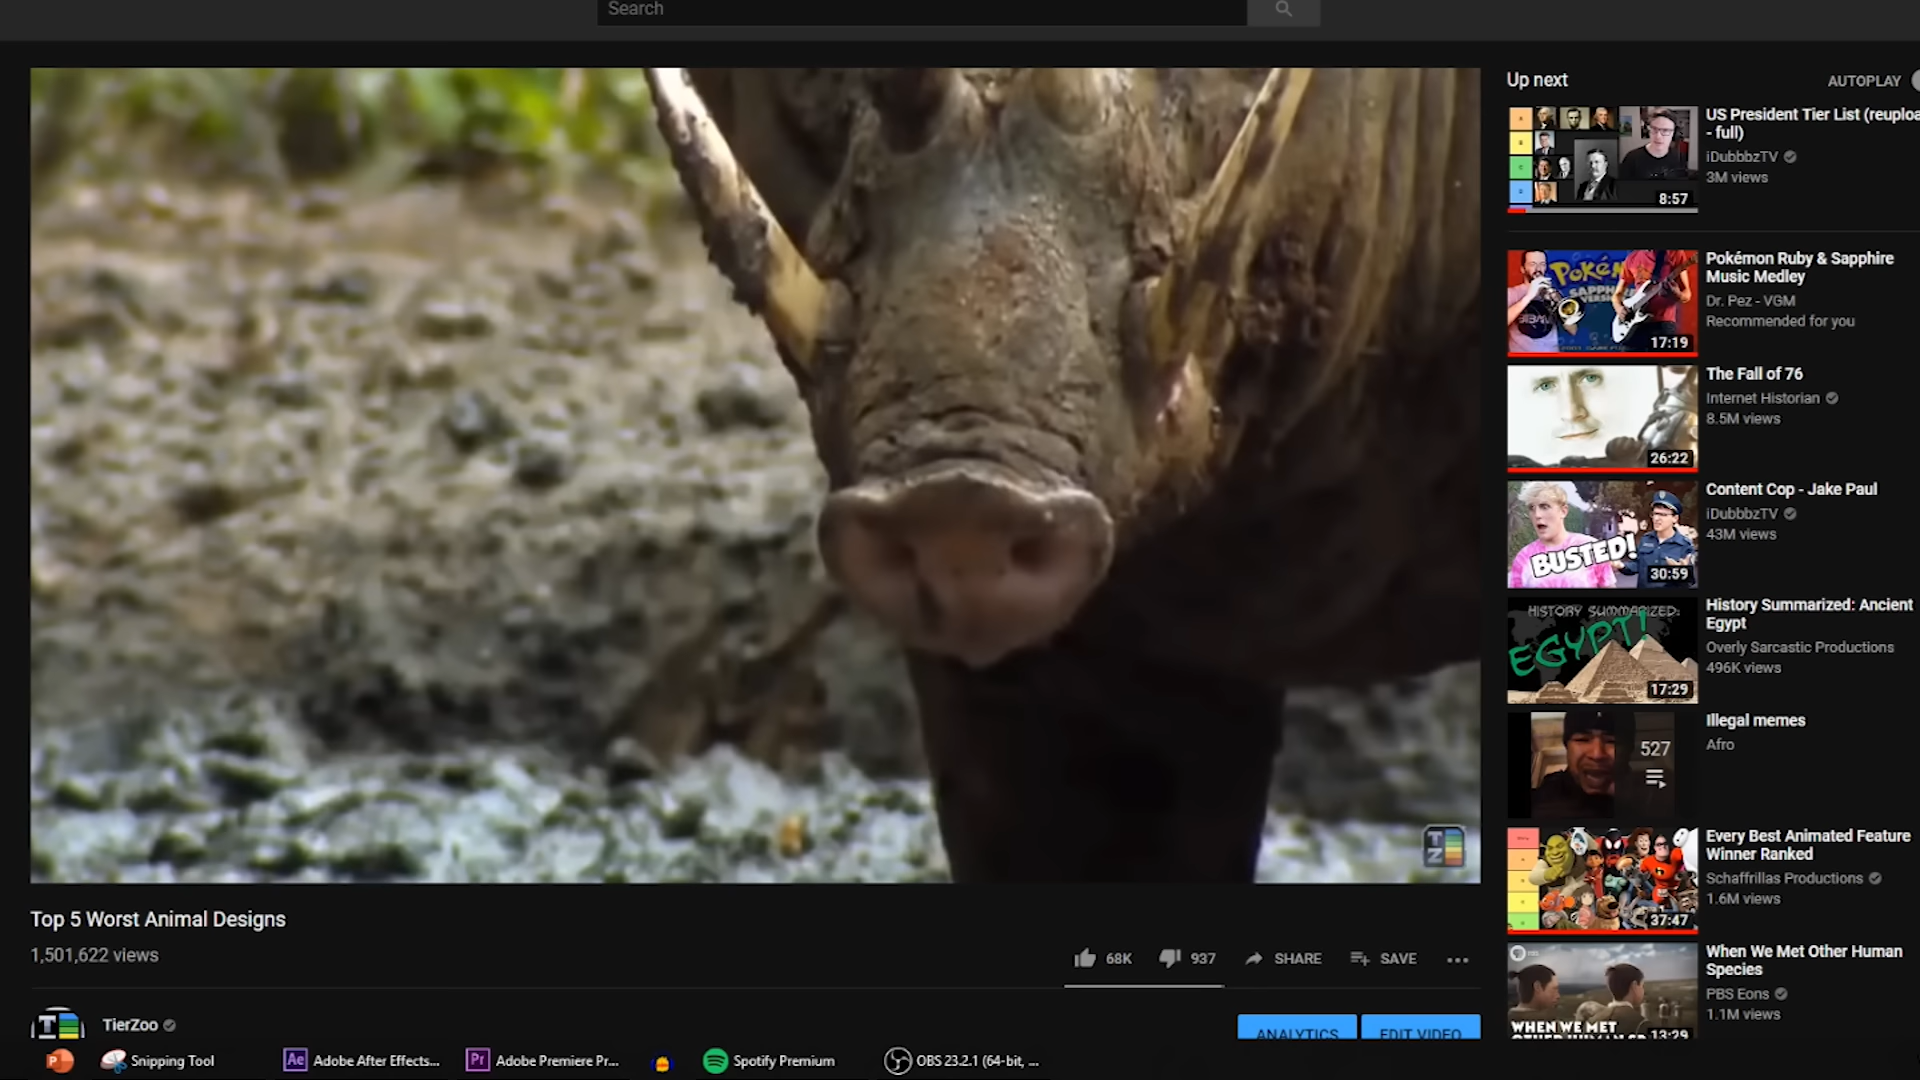 Search
Up next
AUTOPLAY
US President Tier List (reuploa
- full)
iDubbbzTV
3M views
8:57
Pokémon Ruby & Sapphire
Music Medley
Dr. Pez - VGM
Recommended for you
17:19
The Fall of 76
Internet Historian
8.5M views
26:22
Content Cop - Jake Paul
iDubbbzTV
43M views
BUSTED!
30:59
HISTORY SUMMARIZED:
EGYPT!
History Summarized: Ancient
Egypt
Overly Sarcastic Productions
496K views
17:29
Illegal memes
Afro
527
Every Best Animated Feature
Winner Ranked
Schaffrillas Productions
1.6M views
37:47
When We Met Other Human
Species
PBS Eons
1.1M views
WHEN WE MET
13:29
TZ
Top 5 Worst Animal Designs
1,501,622 views
68K
937
SHARE
SAVE
TierZoo
ANALYTICS
EDIT VIDEO
Snipping Tool
Ae
Adobe After Effects...
Pr
Adobe Premiere Pr...
Spotify Premium
OBS 23.2.1 (64-bit, ...